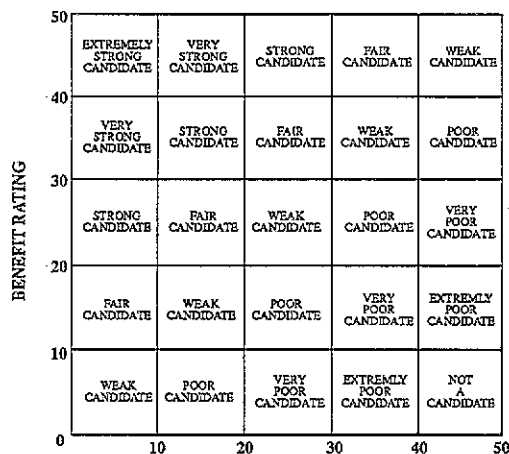 50
EXTREMELY STRONG CANDIDATE
VERY STRONG CANDIDATE
STRONG CANDIDATE
FAIR CANDIDATE
WEAK CANDIDATE
40
VERY STRONG CANDIDATE
STRONG CANDIDATE
FAIR CANDIDATE
WEAK CANDIDATE
POOR CANDIDATE
30
BENEFIT RATING
STRONG CANDIDATE
FAIR CANDIDATE
WEAK CANDIDATE
POOR CANDIDATE
VERY POOR CANDIDATE
20
FAIR CANDIDATE
WEAK CANDIDATE
POOR CANDIDATE
VERY POOR CANDIDATE
EXTREMLY POOR CANDIDATE
10
WEAK CANDIDATE
POOR CANDIDATE
VERY POOR CANDIDATE
EXTREMLY POOR CANDIDATE
NOT A CANDIDATE
0 10 20 30 40 50